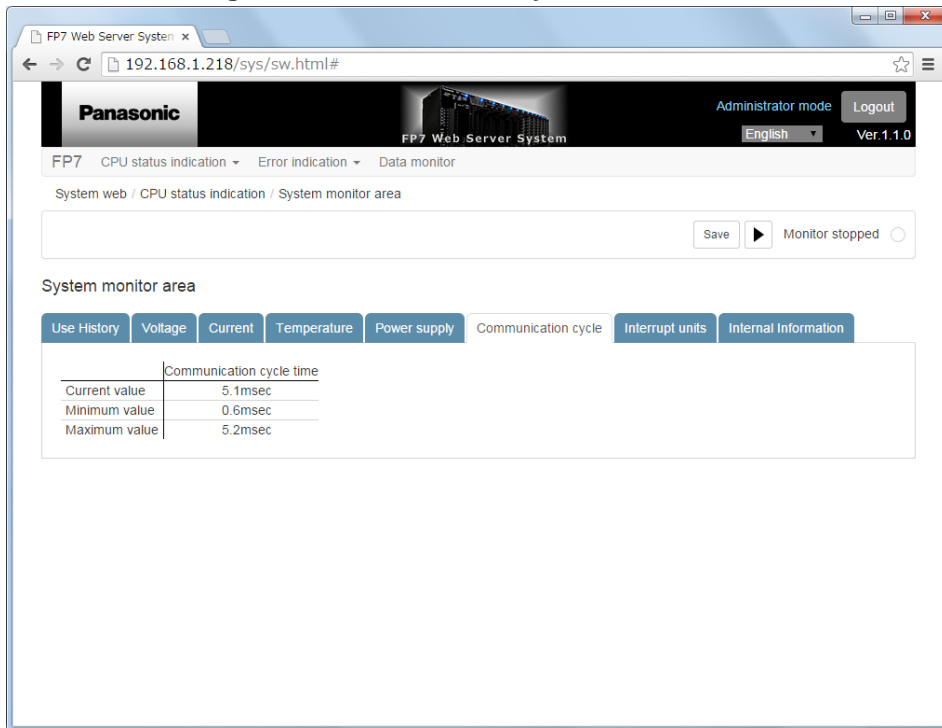 FP7 Web Server System
192.168.1.218/sys/sw.html#
Panasonic
FP7 Web Server System
Administrator mode
Logout
English
Ver.1.1.0
FP7 CPU status indication Error indication Data monitor
System web / CPU status indication / System monitor area
Save Monitor stopped
System monitor area
Use History Voltage Current Temperature Power supply Communication cycle Interrupt units Internal Information
Communication cycle time
Current value 5.1msec
Minimum value 0.6msec
Maximum value 5.2msec